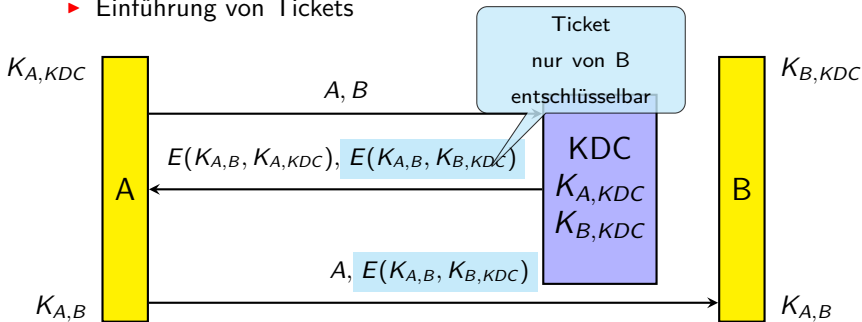 ▸ Einführung von Tickets
Ticket
nur von B
entschlüsselbar
K_{A,KDC}
K_{B,KDC}
A, B
E(K_{A,B}, K_{A,KDC}), E(K_{A,B}, K_{B,KDC})
KDC
K_{A,KDC}
K_{B,KDC}
A
B
A, E(K_{A,B}, K_{B,KDC})
K_{A,B}
K_{A,B}